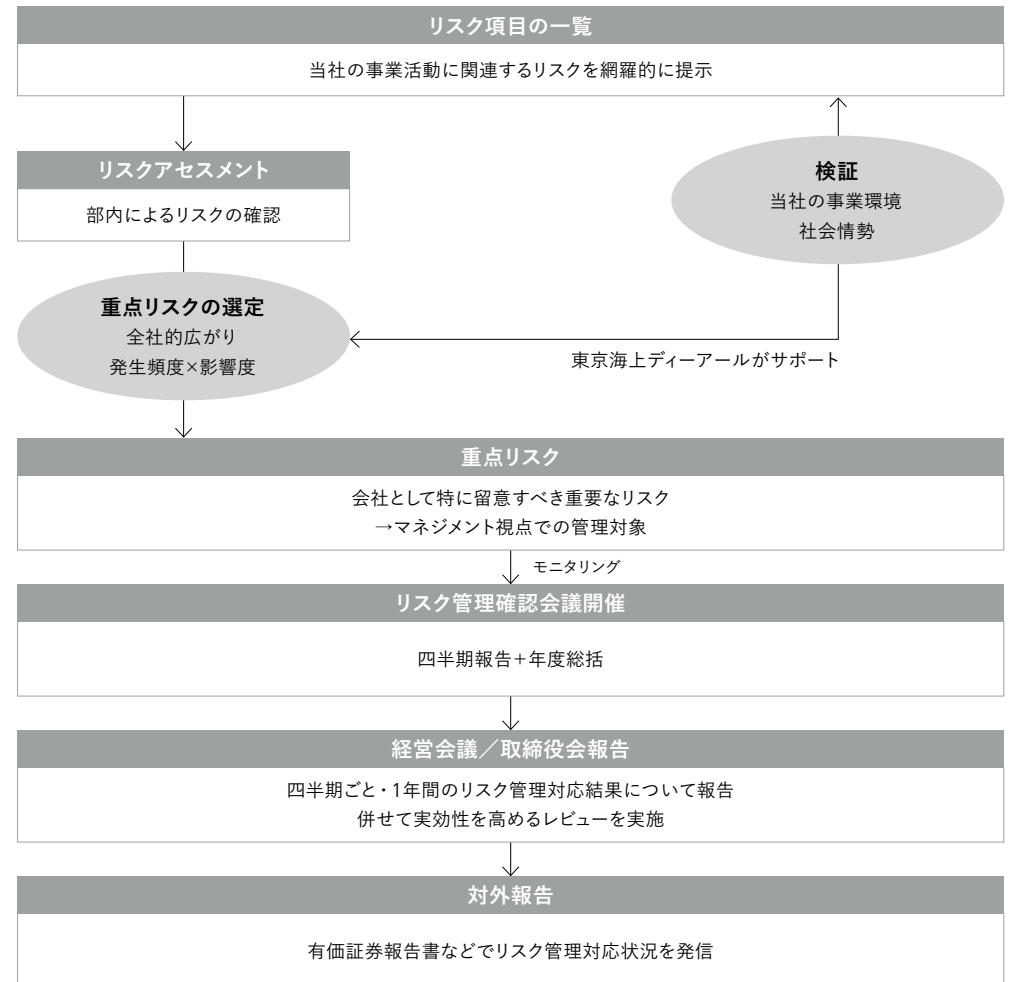 リスク項目の一覧
当社の事業活動に関連するリスクを網羅的に提示
リスクアセスメント
部内によるリスクの確認
検証
当社の事業環境
社会情勢
重点リスクの選定
全社的広がり
発生頻度×影響度
東京海上ディーアールがサポート
重点リスク
会社として特に留意すべき重要なリスク
→マネジメント視点での管理対象
モニタリング
リスク管理確認会議開催
四半期報告+年度総括
経営会議/取締役会報告
四半期ごと・1年間のリスク管理対応結果について報告
併せて実効性を高めるレビューを実施
対外報告
有価証券報告書などでリスク管理対応状況を発信